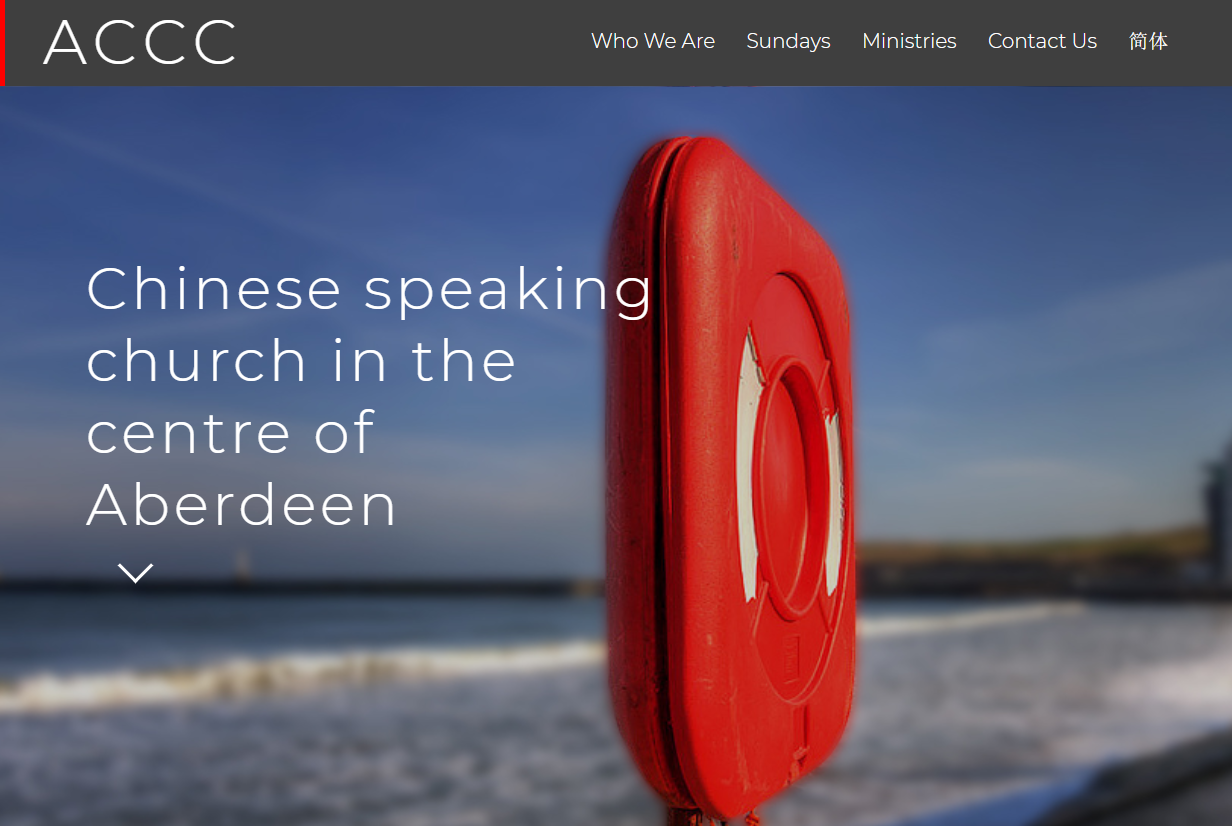 ACCC
Who We Are Sundays Ministries Contact Us 简体
Chinese speaking
church in the
centre of
Aberdeen